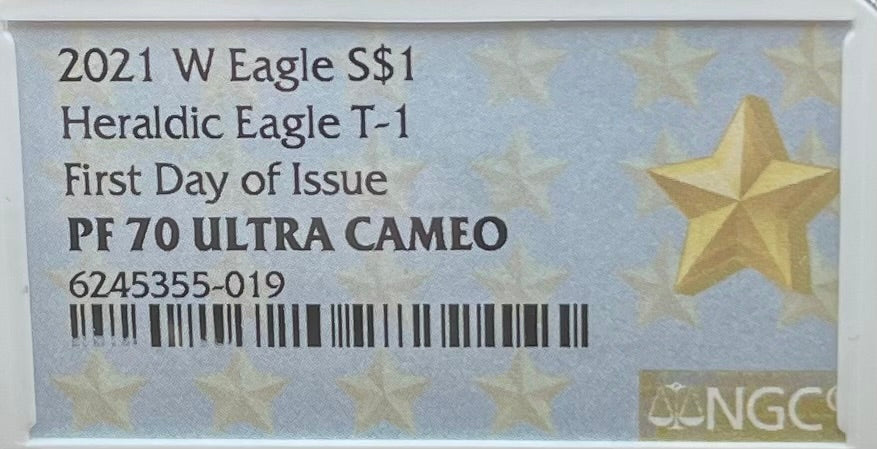 2021 W Eagle S$1
Heraldic Eagle T-1
First Day of Issue
PF 70 ULTRA CAMEO
6245355-019
NGC